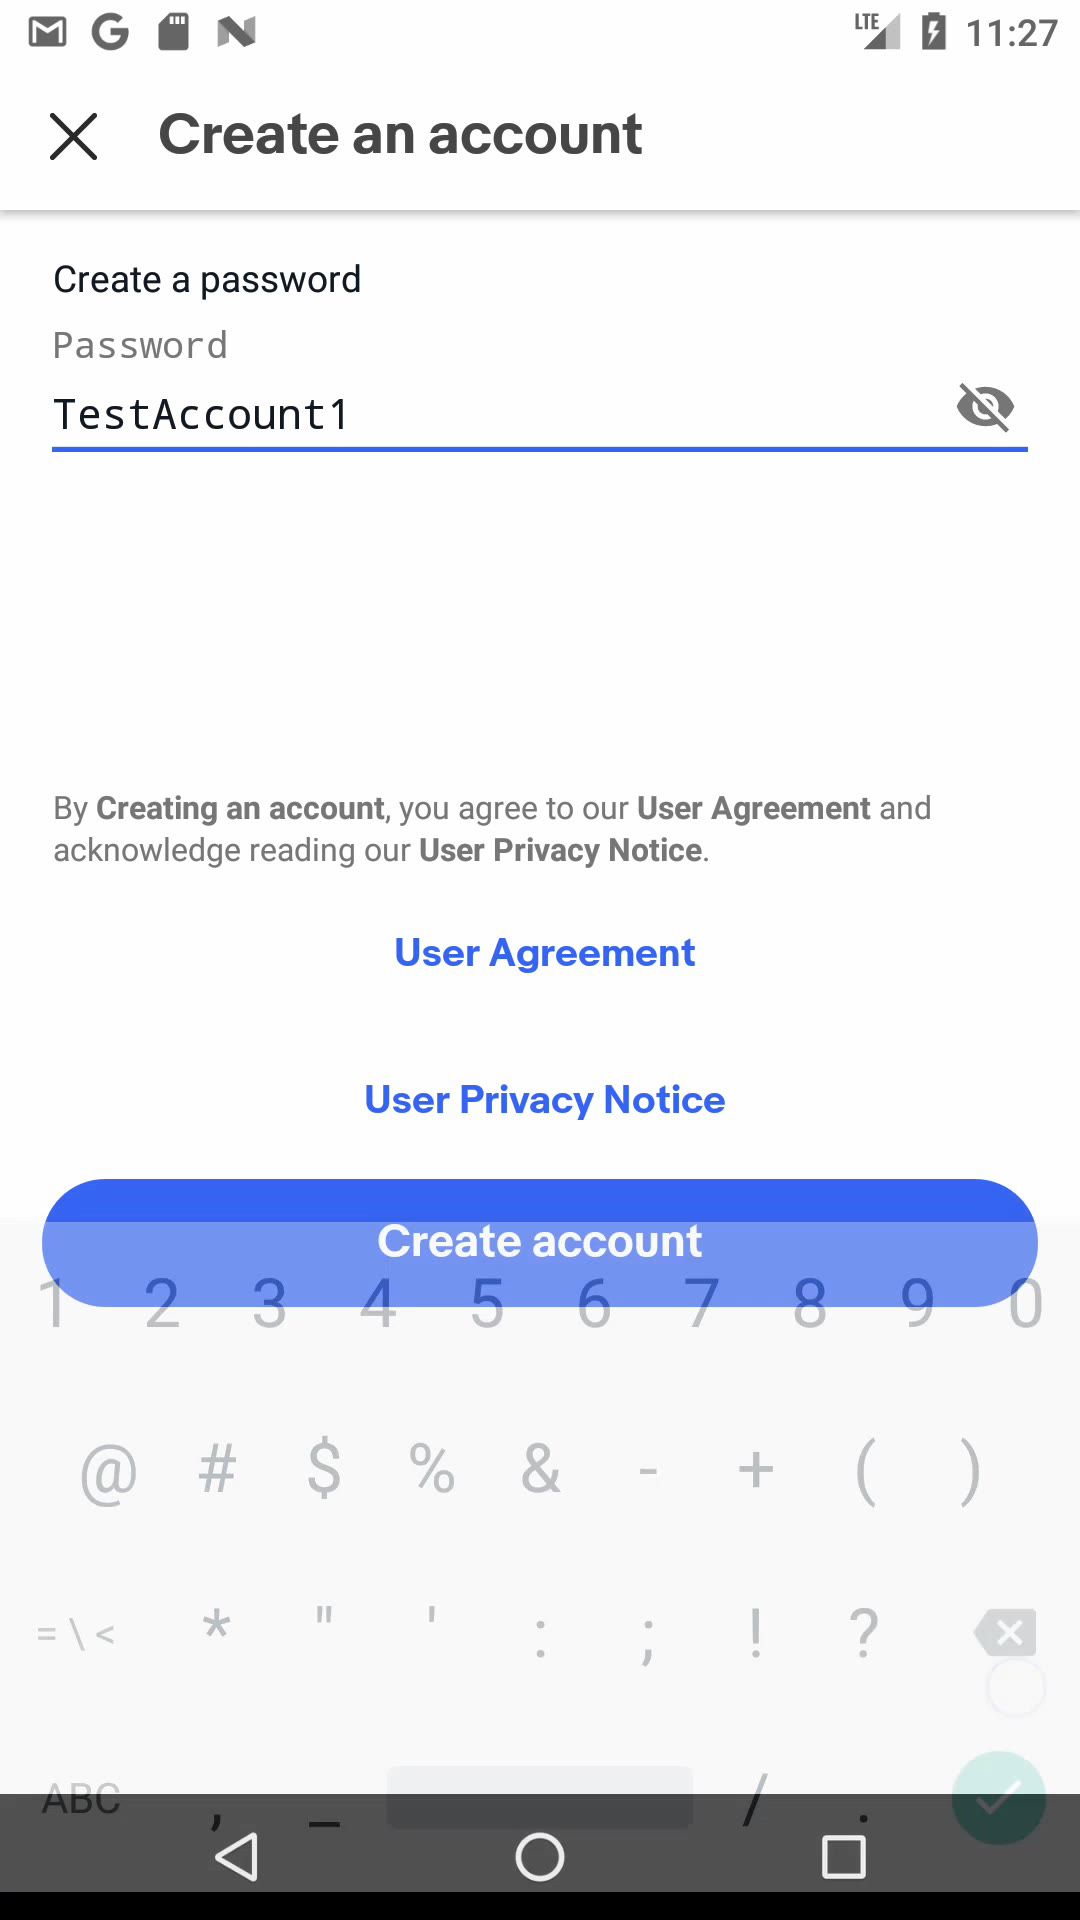 LTE 11:27
Create an account
Create a password
Password
TestAccount1
By Creating an account, you agree to our User Agreement and
acknowledge reading our User Privacy Notice.
User Agreement
User Privacy Notice
Create account
1 2 3 4 5 6 7 8 9 0
@ # $ % & - + ( )
= \ < * " ' : ; ! ?
ABC , _ / .